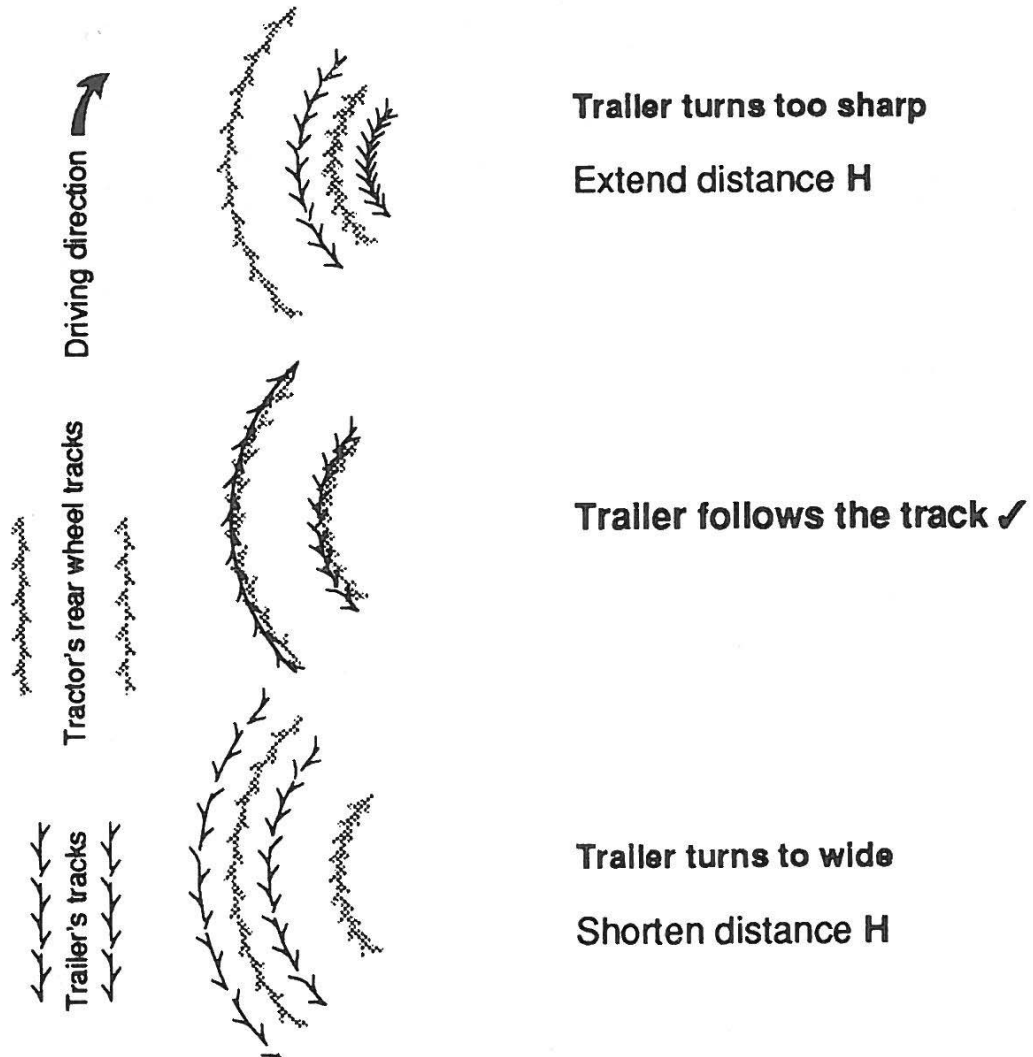 Driving direction
Tractor's rear wheel tracks
Trailer's tracks
Trailer turns too sharp
Extend distance H
Trailer follows the track ✓
Trailer turns to wide
Shorten distance H